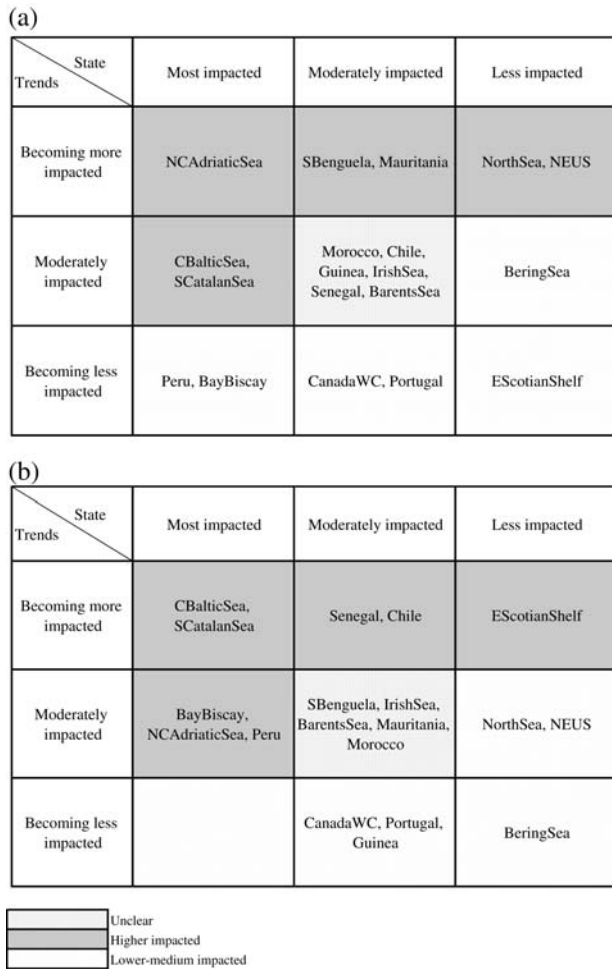 (a)
State
Trends
Most impacted
Moderately impacted
Less impacted
Becoming more
impacted
NCAdriaticSea
SBenguela, Mauritania
NorthSea, NEUS
Moderately
impacted
CBalticSea,
SCatalanSea
Morocco, Chile,
Guinea, IrishSea,
Senegal, BarentsSea
BeringSea
Becoming less
impacted
Peru, BayBiscay
CanadaWC, Portugal
EScotianShelf
(b)
State
Trends
Most impacted
Moderately impacted
Less impacted
Becoming more
impacted
CBalticSea,
SCatalanSea
Senegal, Chile
EScotianShelf
Moderately
impacted
BayBiscay,
NCAdriaticSea, Peru
SBenguela, IrishSea,
BarentsSea, Mauritania,
Morocco
NorthSea, NEUS
Becoming less
impacted
CanadaWC, Portugal,
Guinea
BeringSea
Unclear
Higher impacted
Lower-medium impacted